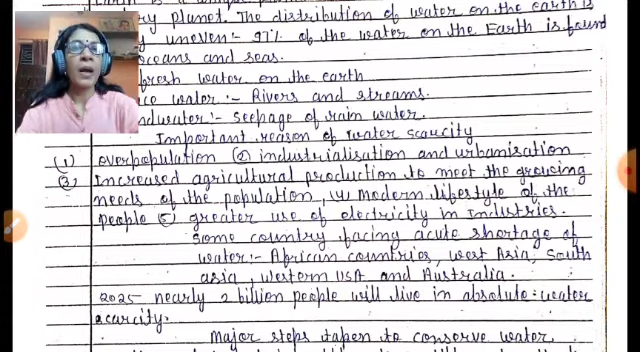 ry planet. The distribution of water on the earth is
uneven :- 97% of the water on the Earth is found
oceans and seas.
fresh water on the earth
ce water :- Rivers and streams.
ndwater :- seepage of rain water.
Important reason of water scaucity
(1) overpopulation (2) industrialisation and urbanisation
(3) Increased agricultural production to meet the growing
needs of the population, (4) modern lifestyle of the
people (5) greater use of electricity in Industries.
Some country facing acute shortage of
water :- African countries, West Asia, South
asia, Western USA and Australia.
2025 nearly 2 billion people will live in absolute :water
scarcity.
Major steps taken to conserve water.